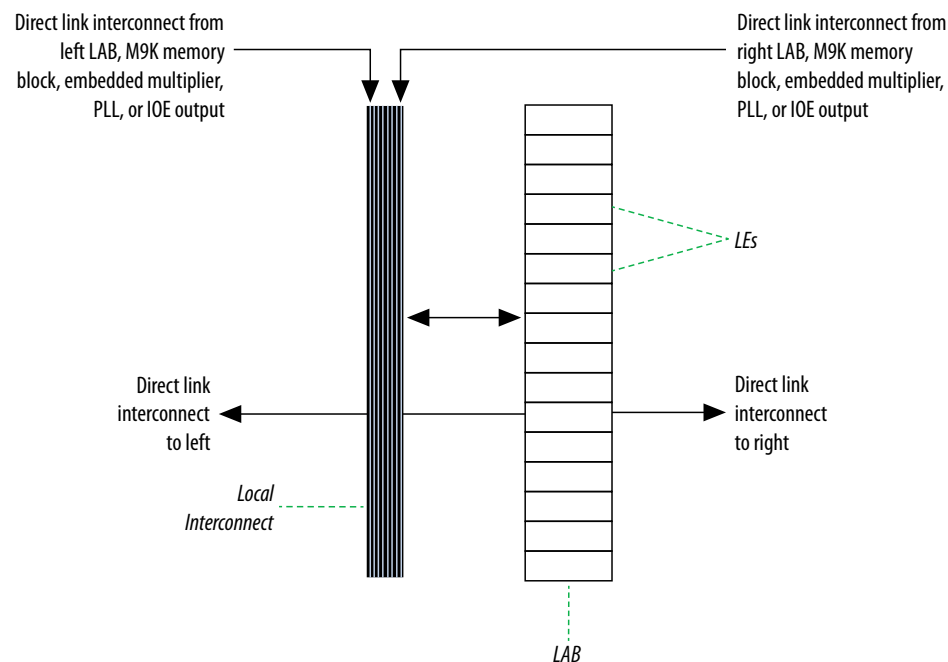 Direct link interconnect from
left LAB, M9K memory
block, embedded multiplier,
PLL, or IOE output
Direct link interconnect from
right LAB, M9K memory
block, embedded multiplier,
PLL, or IOE output
LEs
Direct link
interconnect
to left
Direct link
interconnect
to right
Local
Interconnect
LAB